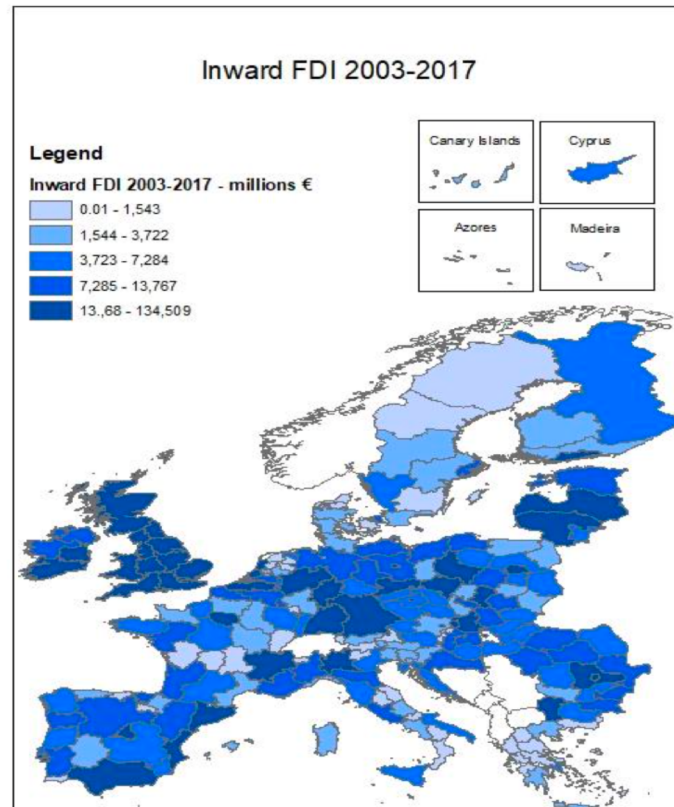 Inward FDI 2003-2017
Canary Islands
Cyprus
Azores
Madeira
Legend
Inward FDI 2003-2017 - millions €
0.01 - 1,543
1,544 - 3,722
3,723 - 7,284
7,285 - 13,767
13.,68 - 134,509